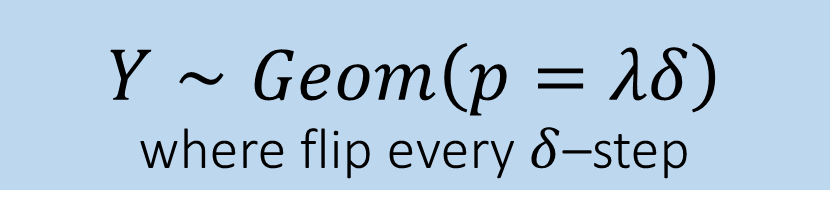 Y ~ Geom(p = λδ)
where flip every δ–step